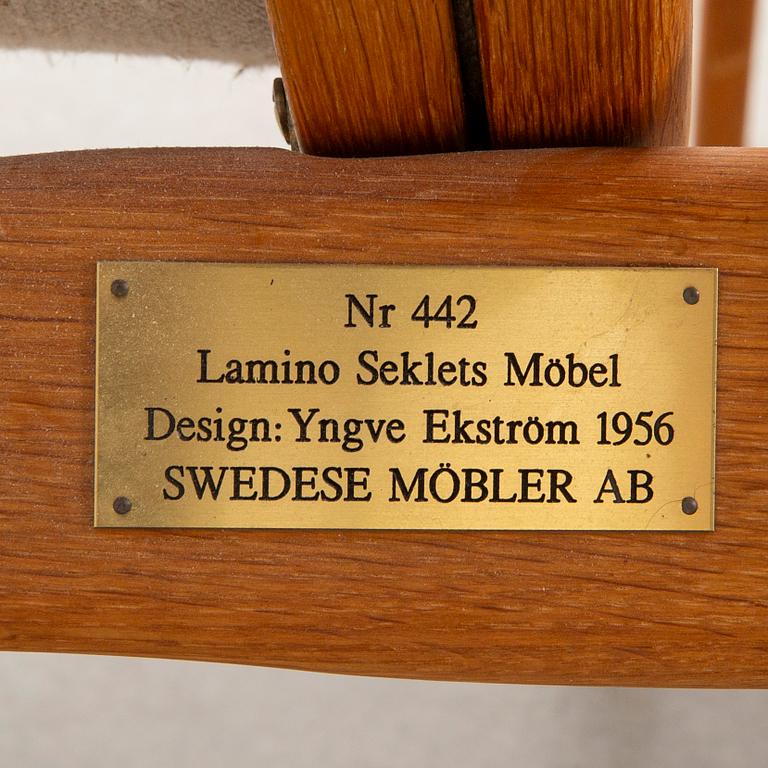 Nr 442
Lamino Seklets Möbel
Design: Yngve Ekström 1956
SWEDESE MÖBLER AB